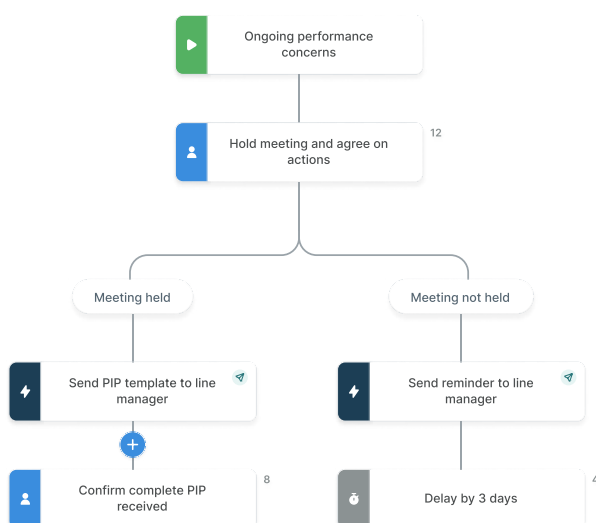 Ongoing performance
concerns
Hold meeting and agree on
actions
12
Meeting held
Meeting not held
Send PIP template to line
manager
Send reminder to line
manager
Confirm complete PIP
received
8
Delay by 3 days
4